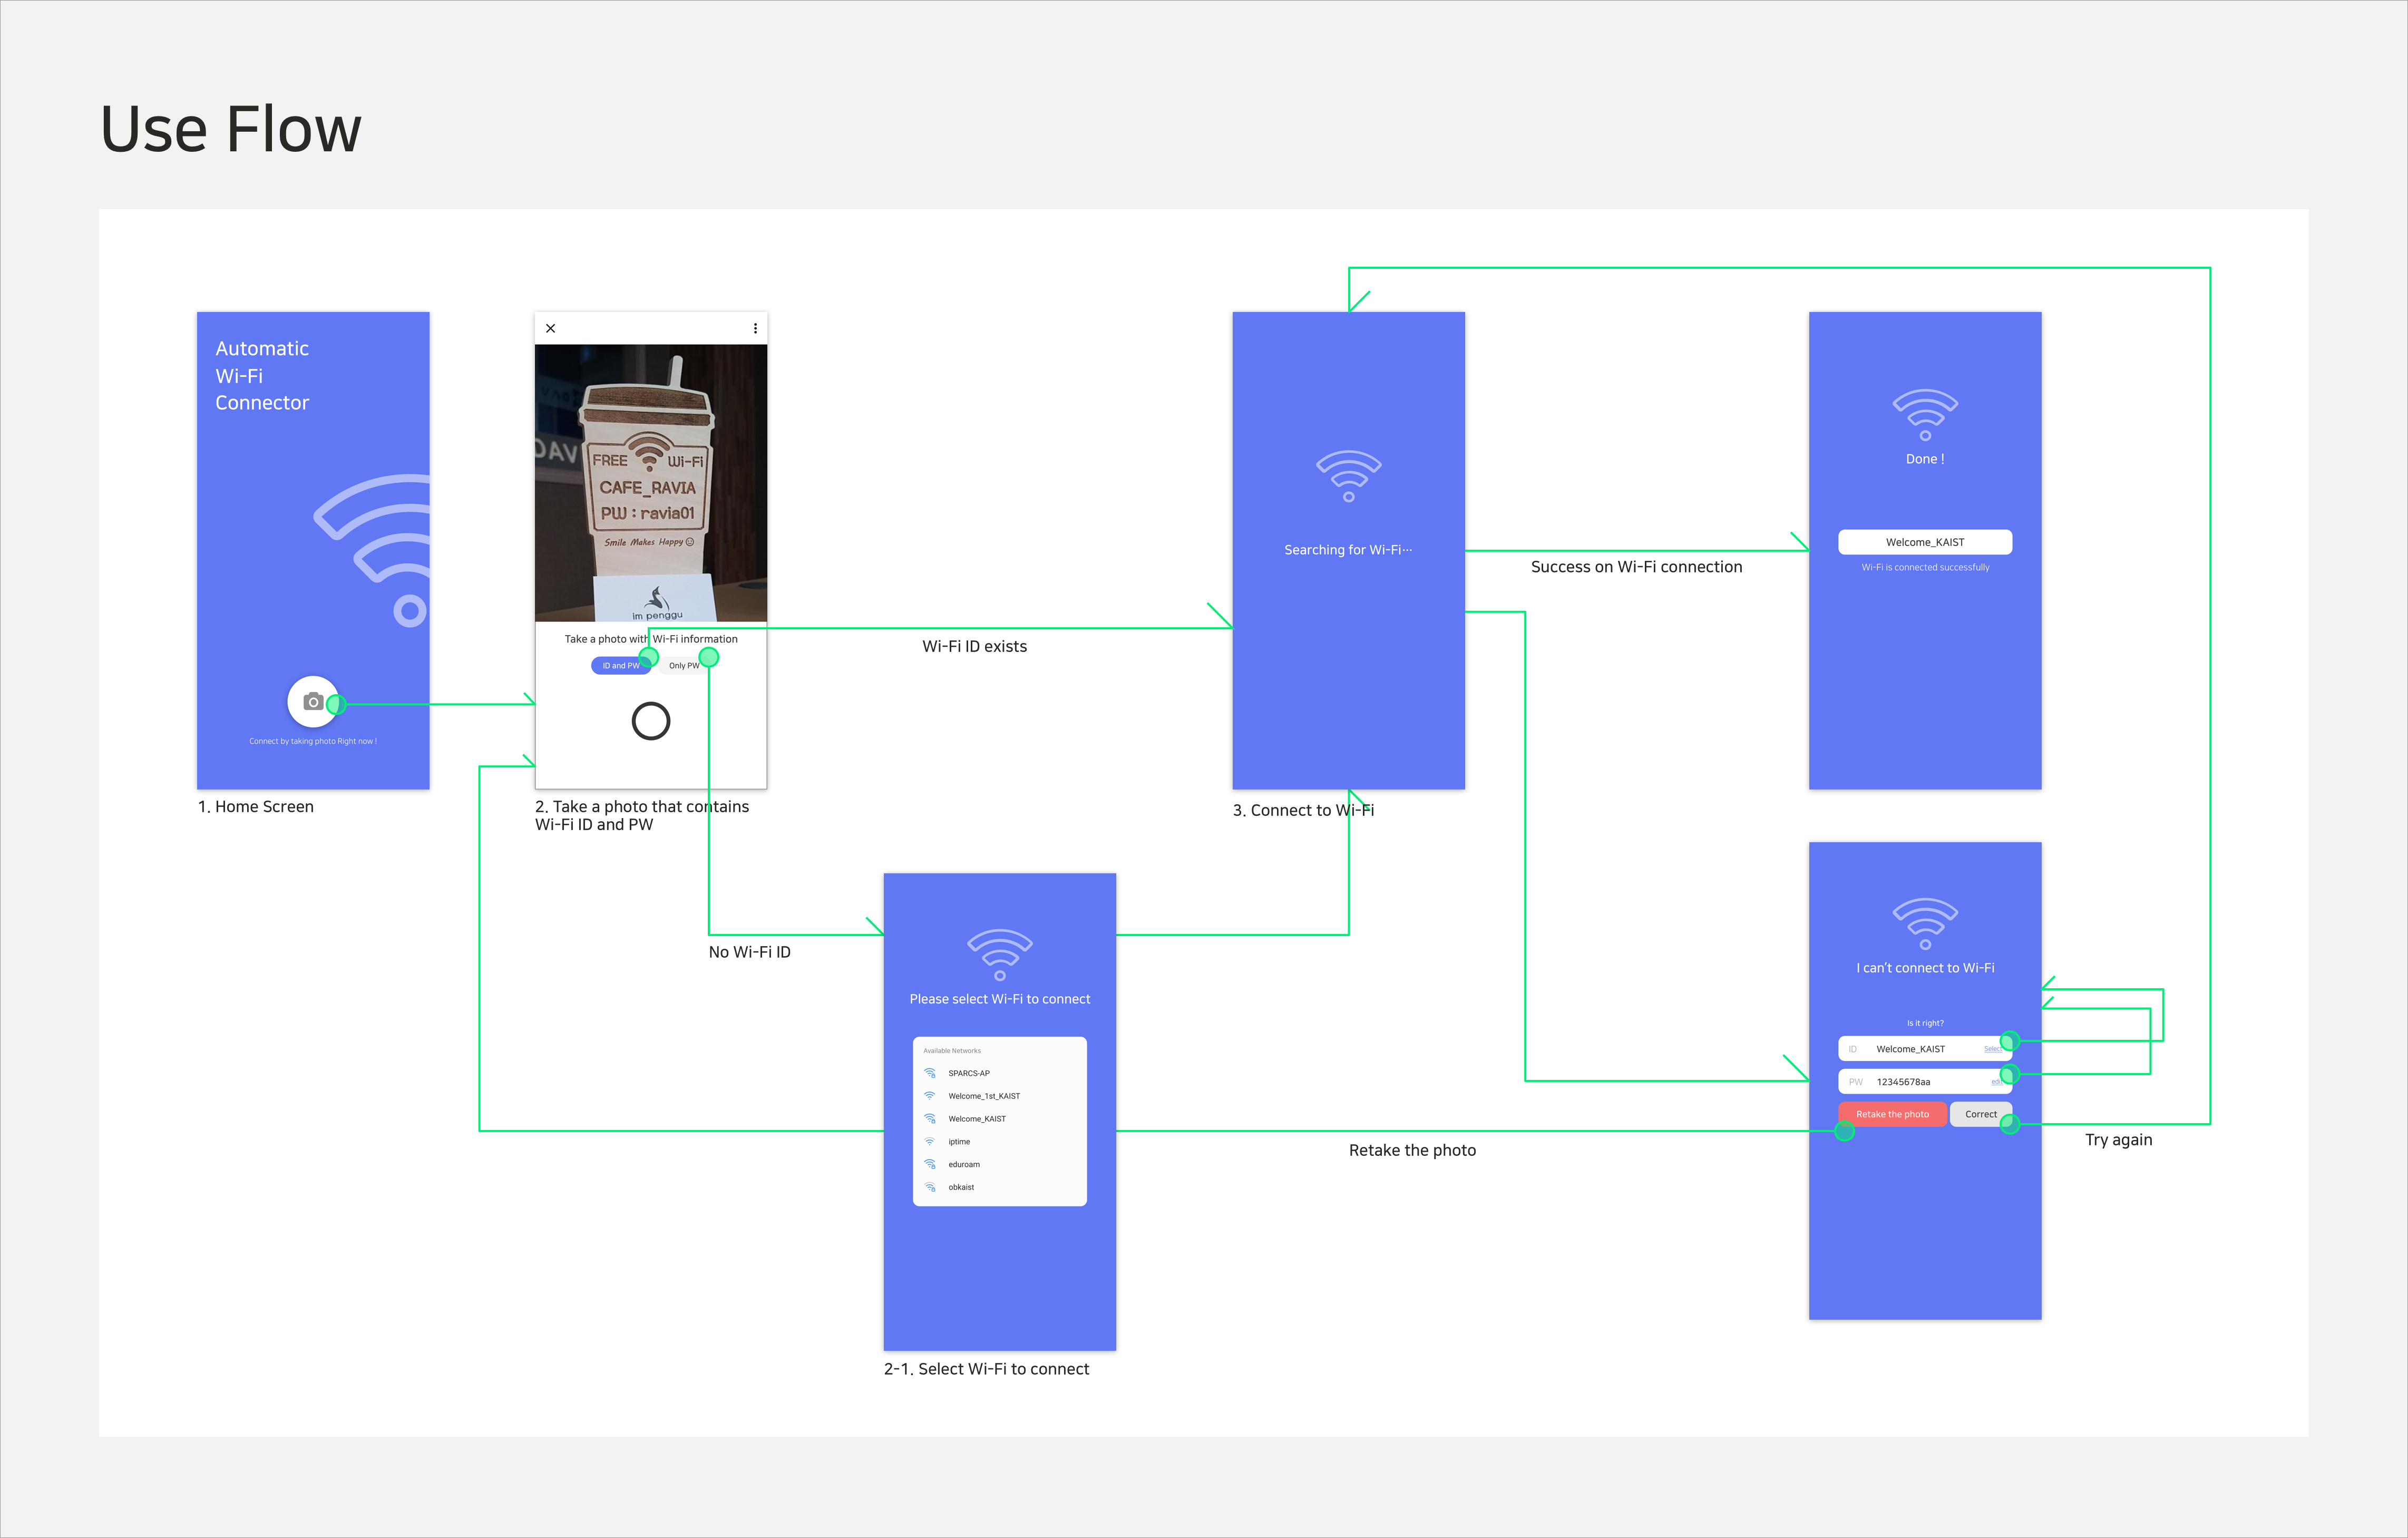 Use Flow
Automatic
Wi-Fi
Connector
Connect by taking photo Right now !
1. Home Screen
FREE Wi-Fi
CAFE_RAVIA
PW : ravia01
Smile Makes Happy
im penggu
Take a photo with Wi-Fi information
ID and PW
Only PW
2. Take a photo that contains
Wi-Fi ID and PW
Wi-Fi ID exists
No Wi-Fi ID
Please select Wi-Fi to connect
Available Networks
SPARCS-AP
Welcome_1st_KAIST
Welcome_KAIST
iptime
eduroam
obkaist
2-1. Select Wi-Fi to connect
Searching for Wi-Fi···
3. Connect to Wi-Fi
Success on Wi-Fi connection
Done !
Welcome_KAIST
Wi-Fi is connected successfully
I can't connect to Wi-Fi
Is it right?
ID Welcome_KAIST Select
PW 12345678aa edit
Retake the photo
Correct
Retake the photo
Try again